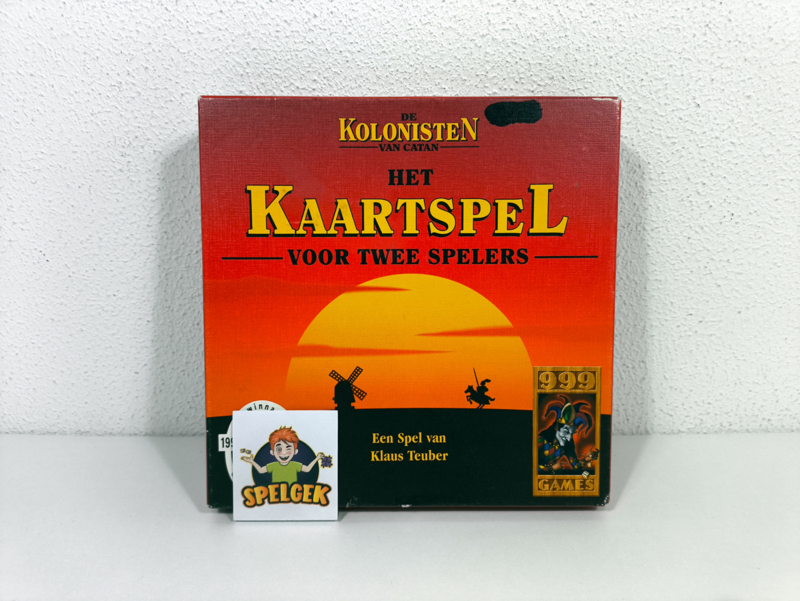 DE
KOLONISTEN
VAN CATAN
HET
KAARTSPEL
VOOR TWEE SPELERS
999
GAMES
Een Spel van
Klaus Teuber
SPELGEK